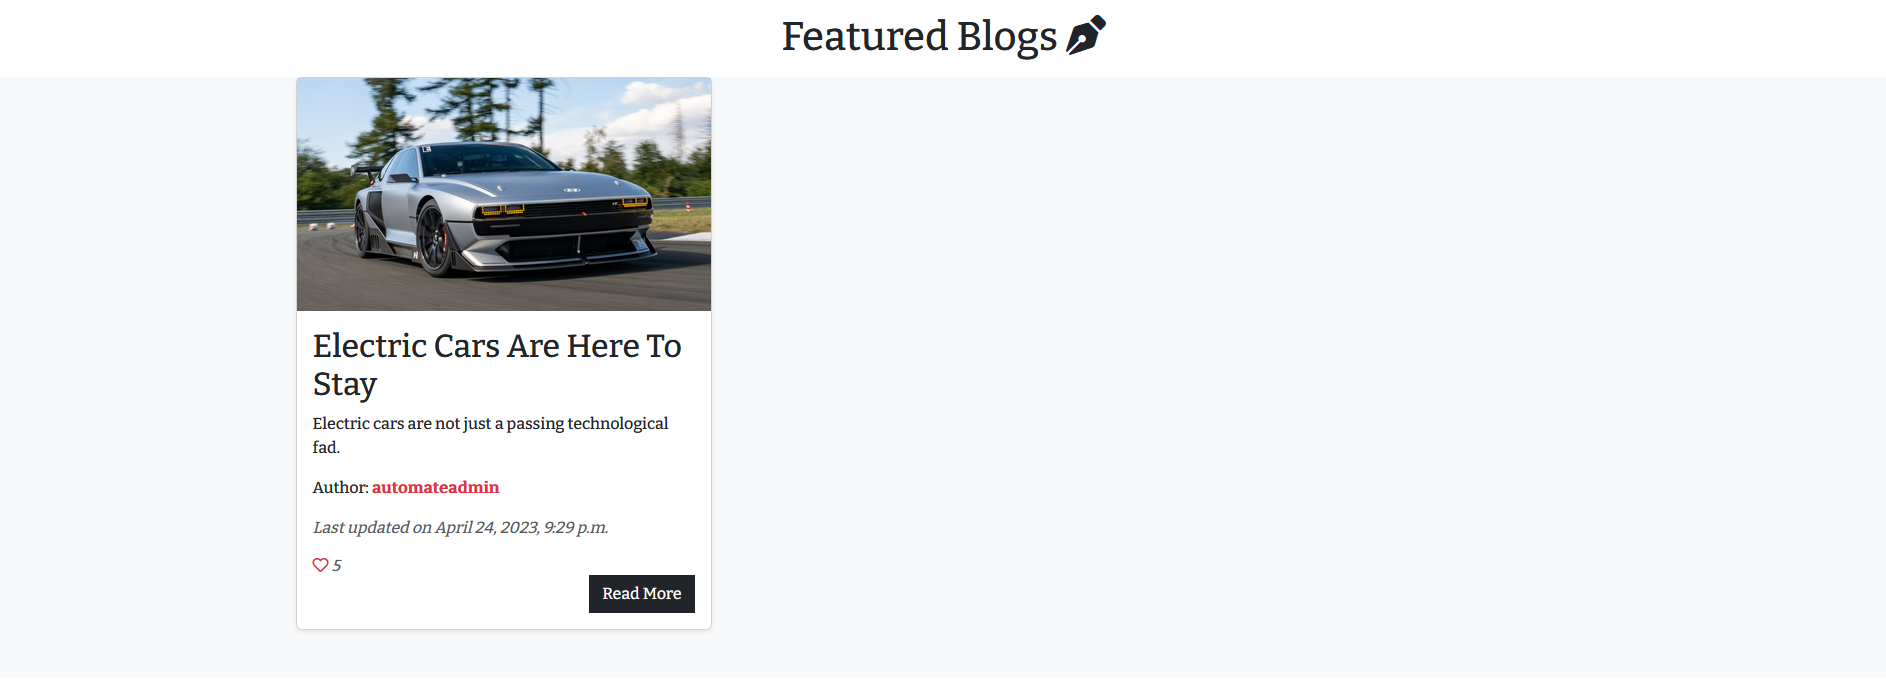 Featured Blogs
Electric Cars Are Here To
Stay
Electric cars are not just a passing technological
fad.
Author: automateadmin
Last updated on April 24, 2023, 9:29 p.m.
5
Read More